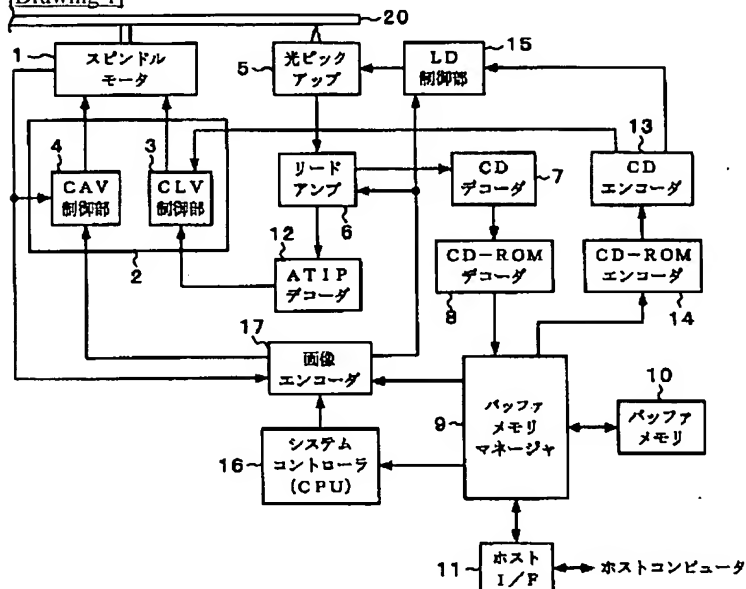 [Drawing 1]
20
1
スピンドル
モータ
5
光ピック
アップ
LD
制御部
15
4
CAV
制御部
3
CLV
制御部
2
リード
アンプ
6
CD
デコーダ
7
13
CD
エンコーダ
12
ATIP
デコーダ
CD-ROM
デコーダ
8
CD-ROM
エンコーダ
14
17
画像
エンコーダ
16
システム
コントローラ
(CPU)
9
バッファ
メモリ
マネージャ
10
バッファ
メモリ
11
ホスト
I/F
ホストコンピュータ